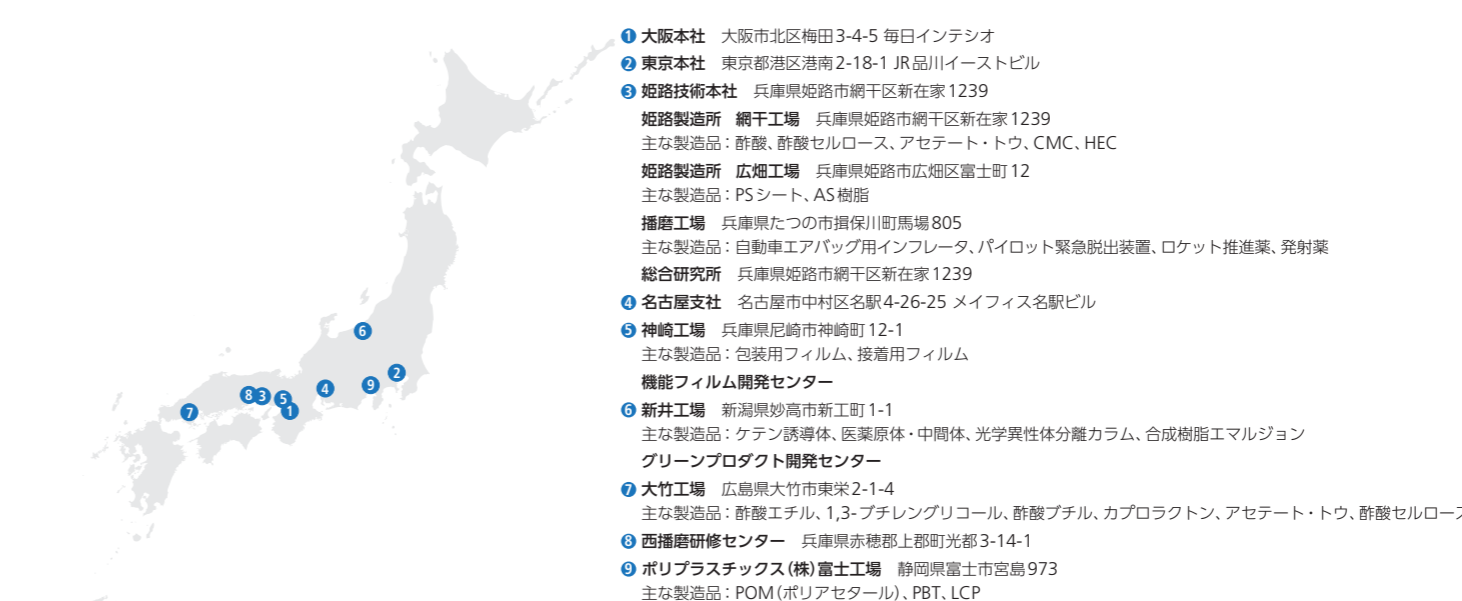 ❶ 大阪本社 大阪市北区梅田3-4-5 毎日インテシオ
❷ 東京本社 東京都港区港南2-18-1 JR品川イーストビル
❸ 姫路技術本社 兵庫県姫路市網干区新在家1239
姫路製造所 網干工場 兵庫県姫路市網干区新在家1239
主な製造品：酢酸、酢酸セルロース、アセテート・トウ、CMC、HEC
姫路製造所 広畑工場 兵庫県姫路市広畑区富士町12
主な製造品：PSシート、AS樹脂
播磨工場 兵庫県たつの市揖保川町馬場805
主な製造品：自動車エアバッグ用インフレータ、パイロット緊急脱出装置、ロケット推進薬、発射薬
総合研究所 兵庫県姫路市網干区新在家1239
❹ 名古屋支社 名古屋市中村区名駅4-26-25 メイフィス名駅ビル
❺ 神崎工場 兵庫県尼崎市神崎町12-1
主な製造品：包装用フィルム、接着用フィルム
機能フィルム開発センター
❻ 新井工場 新潟県妙高市新工町1-1
主な製造品：ケテン誘導体、医薬原体・中間体、光学異性体分離カラム、合成樹脂エマルジョン
グリーンプロダクト開発センター
❼ 大竹工場 広島県大竹市東栄2-1-4
主な製造品：酢酸エチル、1,3-ブチレングリコール、酢酸ブチル、カプロラクトン、アセテート・トウ、酢酸セルロース
❽ 西播磨研修センター 兵庫県赤穂郡上郡町光都3-14-1
❾ ポリプラスチックス(株)富士工場 静岡県富士市宮島973
主な製造品：POM(ポリアセタール)、PBT、LCP
6
2
9
4
8
3
5
1
7